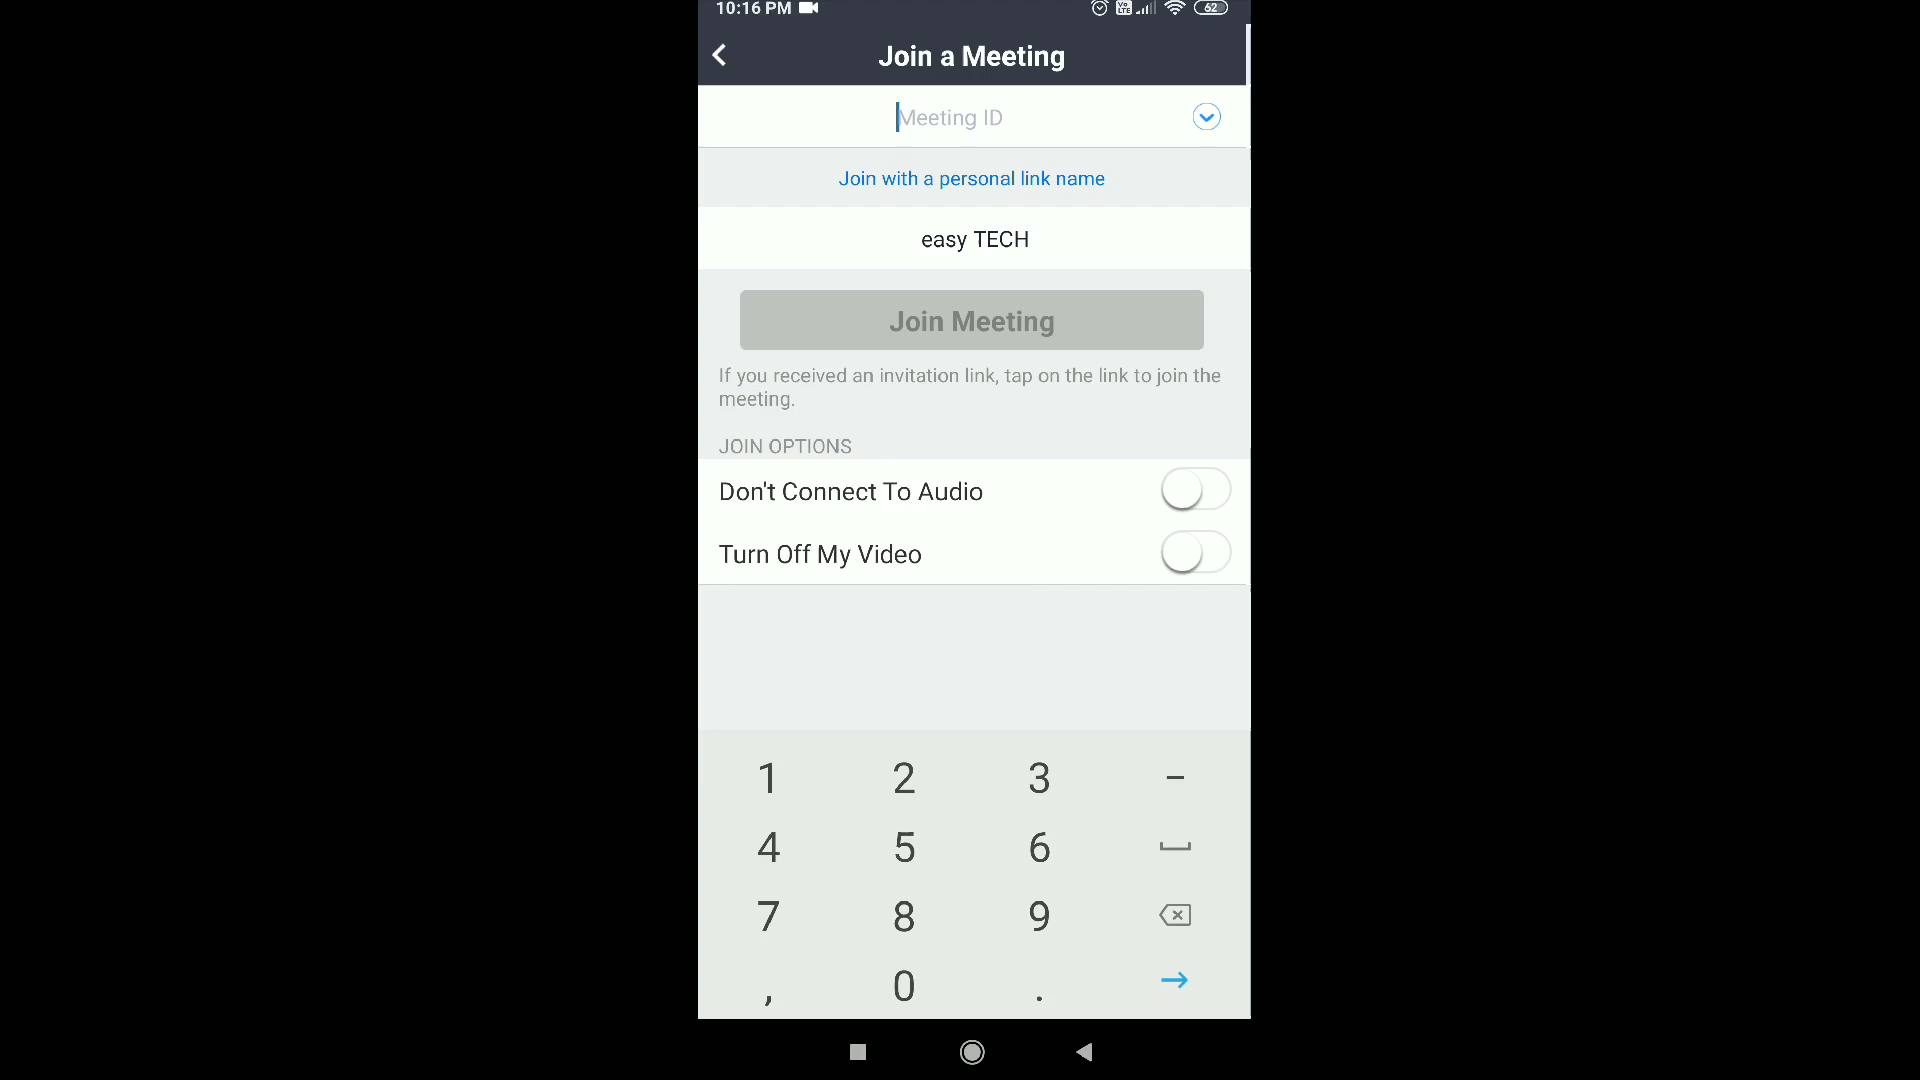 10:16 PM
Vo LTE
62
Join a Meeting
Meeting ID
Join with a personal link name
easy TECH
Join Meeting
If you received an invitation link, tap on the link to join the
meeting.
JOIN OPTIONS
Don't Connect To Audio
Turn Off My Video
1 2 3 –
4 5 6
7 8 9
, 0 .